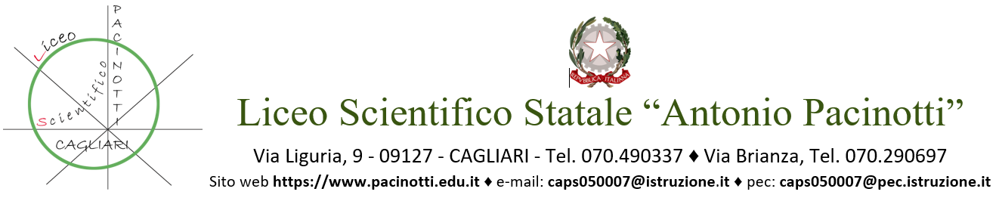 Liceo
Scientifico
PACINOTTI
CAGLIARI
REPVBBLICA ITALIANA
Liceo Scientifico Statale “Antonio Pacinotti”
Via Liguria, 9 - 09127 - CAGLIARI - Tel. 070.490337 ♦ Via Brianza, Tel. 070.290697
Sito web https://www.pacinotti.edu.it ♦ e-mail: caps050007@istruzione.it ♦ pec: caps050007@pec.istruzione.it